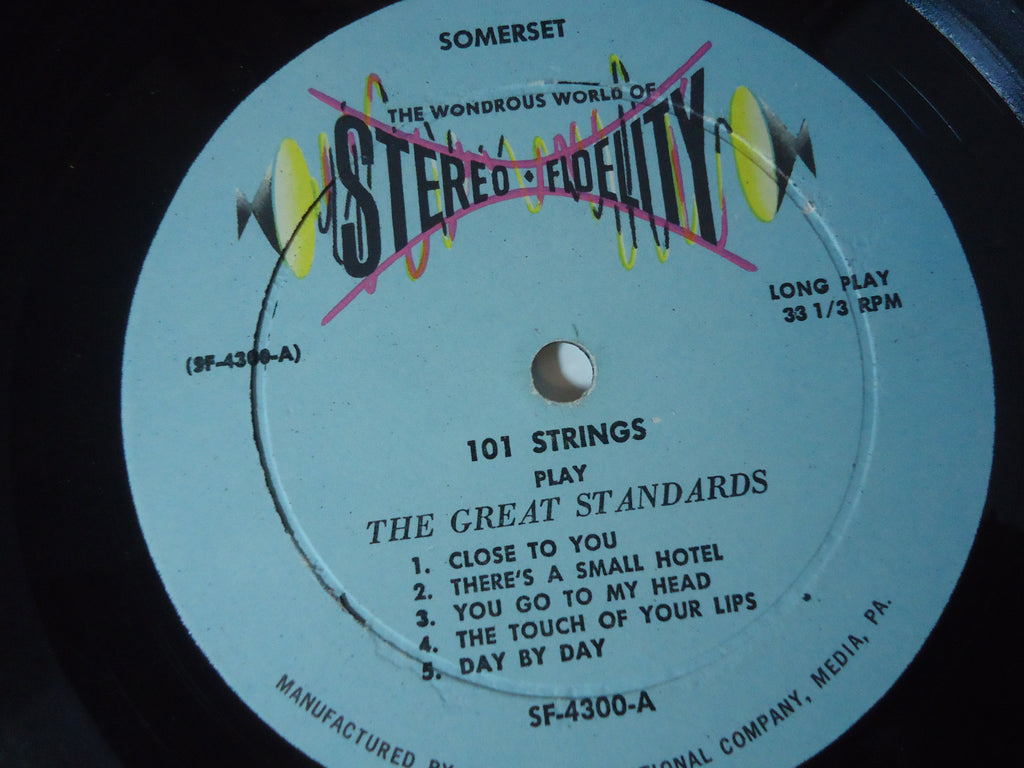 SOMERSET
THE WONDROUS WORLD OF
STEREO • FIDELITY
LONG PLAY
33 1/3 RPM
(SF-4300-A)
101 STRINGS
PLAY
THE GREAT STANDARDS
1. CLOSE TO YOU
2. THERE'S A SMALL HOTEL
3. YOU GO TO MY HEAD
4. THE TOUCH OF YOUR LIPS
5. DAY BY DAY
SF-4300-A
MANUFACTURED BY TIONAL COMPANY, MEDIA, PA.